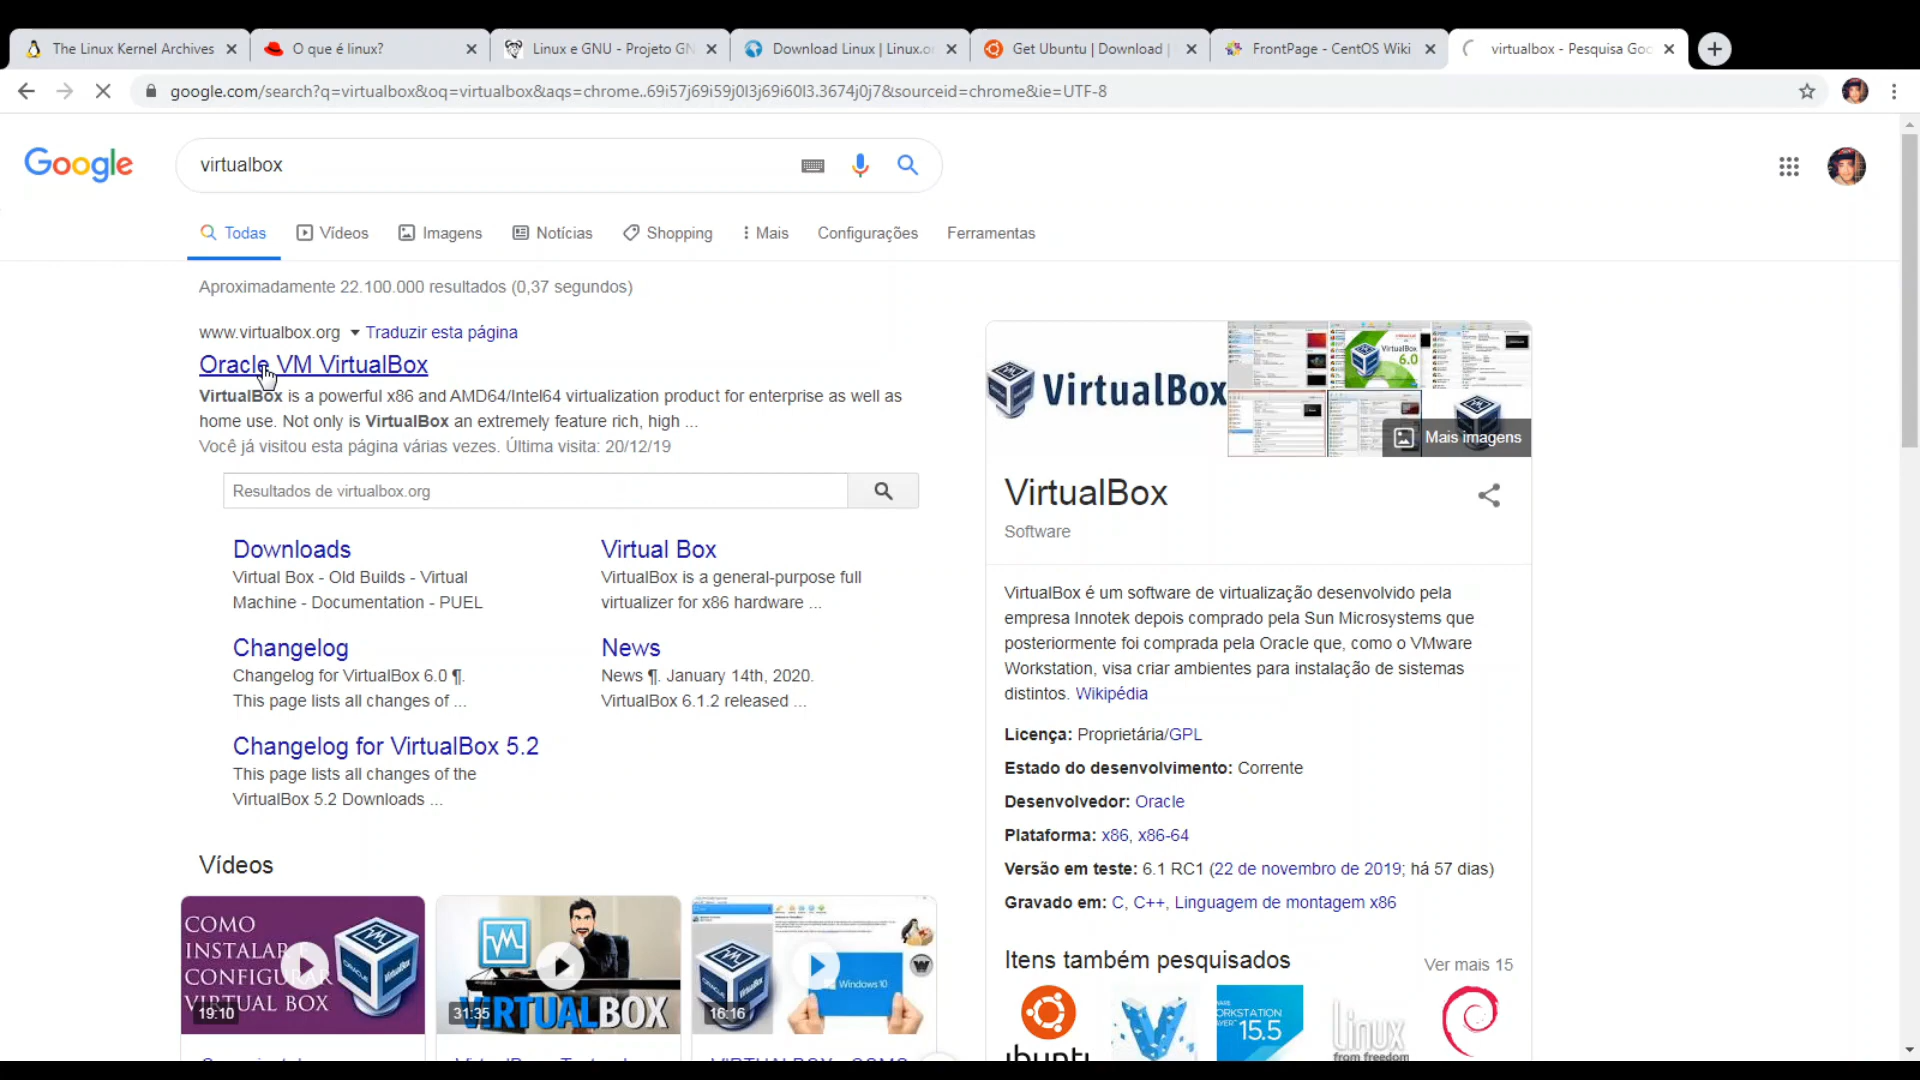 The Linux Kernel Archives
O que é linux?
Linux e GNU - Projeto GN
Download Linux | Linux.o
Get Ubuntu | Download |
FrontPage - CentOS Wiki
virtualbox - Pesquisa Goo
google.com/search?q=virtualbox&oq=virtualbox&aqs=chrome..69i57j69i59j0l3j69i60l3.3674j0j7&sourceid=chrome&ie=UTF-8
Google
virtualbox
Todas
Vídeos
Imagens
Notícias
Shopping
Mais
Configurações
Ferramentas
Aproximadamente 22.100.000 resultados (0,37 segundos)
www.virtualbox.org Traduzir esta página
Oracle VM VirtualBox
VirtualBox is a powerful x86 and AMD64/Intel64 virtualization product for enterprise as well as
home use. Not only is VirtualBox an extremely feature rich, high ...
Você já visitou esta página várias vezes. Última visita: 20/12/19
Resultados de virtualbox.org
Downloads
Virtual Box - Old Builds - Virtual
Machine - Documentation - PUEL
Virtual Box
VirtualBox is a general-purpose full
virtualizer for x86 hardware ...
Changelog
Changelog for VirtualBox 6.0 ¶.
This page lists all changes of ...
News
News ¶. January 14th, 2020.
VirtualBox 6.1.2 released ...
Changelog for VirtualBox 5.2
This page lists all changes of the
VirtualBox 5.2 Downloads ...
Vídeos
COMO
INSTALAR E
CONFIGURAR
VIRTUAL BOX
19:10
VIRTUALBOX
31:35
Windows 10
16:16
VirtualBox
VirtualBox
6.0
Mais imagens
VirtualBox
Software
VirtualBox é um software de virtualização desenvolvido pela
empresa Innotek depois comprado pela Sun Microsystems que
posteriormente foi comprada pela Oracle que, como o VMware
Workstation, visa criar ambientes para instalação de sistemas
distintos. Wikipédia
Licença: Proprietária/GPL
Estado do desenvolvimento: Corrente
Desenvolvedor: Oracle
Plataforma: x86, x86-64
Versão em teste: 6.1 RC1 (22 de novembro de 2019; há 57 dias)
Gravado em: C, C++, Linguagem de montagem x86
Itens também pesquisados
Ver mais 15
ubuntu
WORKSTATION
15.5
linux
from freedom